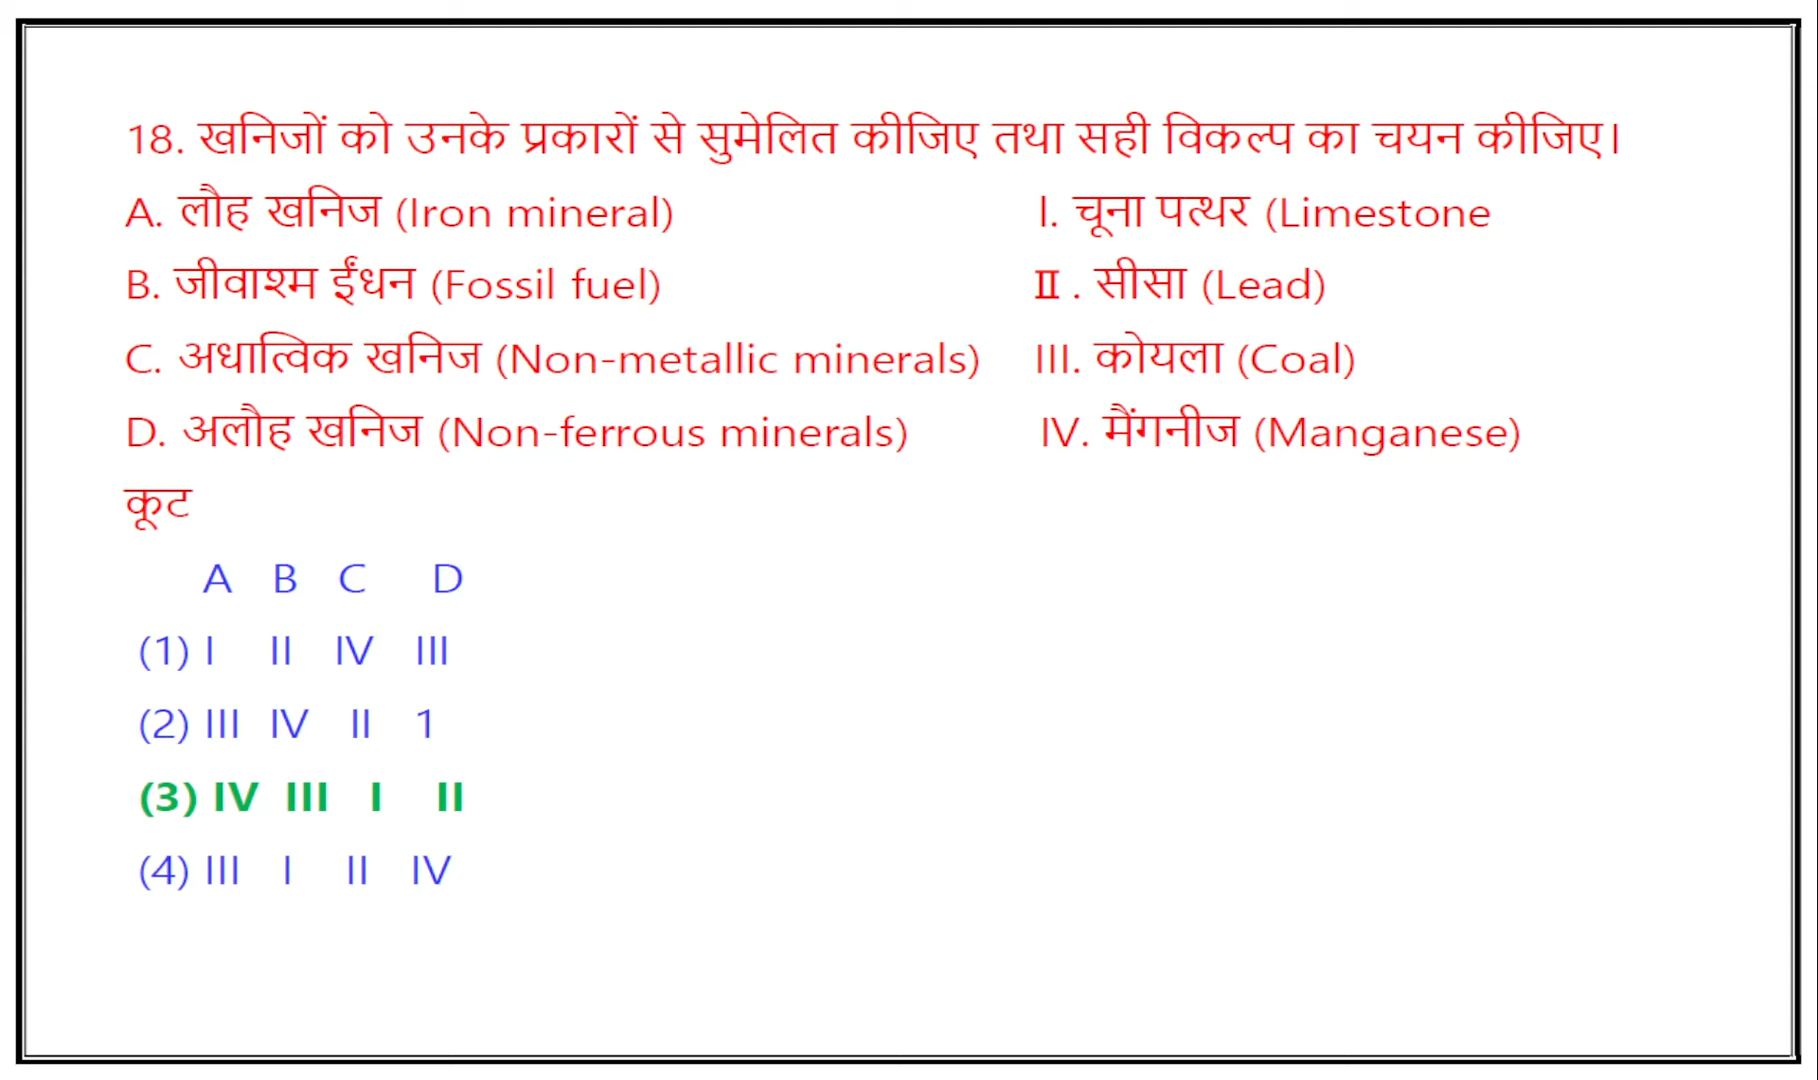 18. खनिजों को उनके प्रकारों से सुमेलित कीजिए तथा सही विकल्प का चयन कीजिए।
A. लौह खनिज (Iron mineral) I. चूना पत्थर (Limestone
B. जीवाश्म ईंधन (Fossil fuel) II . सीसा (Lead)
C. अधात्विक खनिज (Non-metallic minerals) III. कोयला (Coal)
D. अलौह खनिज (Non-ferrous minerals) IV. मैंगनीज (Manganese)
कूट
A B C D
(1) I II IV III
(2) III IV II 1
(3) IV III I II
(4) III I II IV